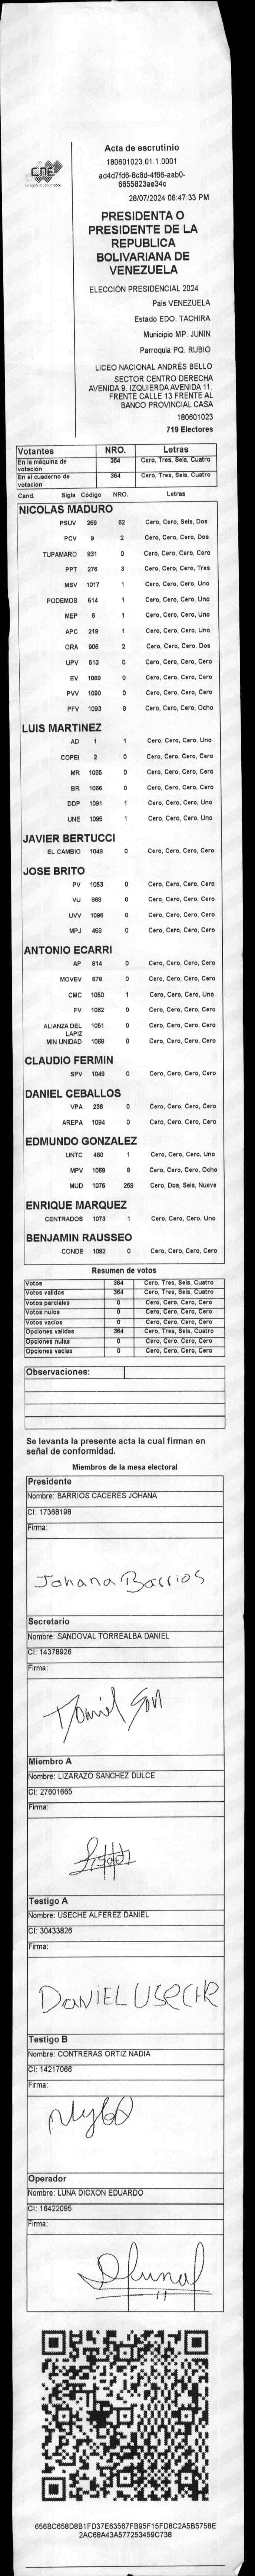 Acta de escrutinio
CNE
180601023.01.1.0001
ad4d7fd6-8c6d-4f66-aab0-
6655823ae34c
28/07/2024 06:47:33 PM
PRESIDENTA O
PRESIDENTE DE LA
REPUBLICA
BOLIVARIANA DE
VENEZUELA
ELECCIÓN PRESIDENCIAL 2024
País VENEZUELA
Estado EDO. TACHIRA
Municipio MP. JUNIN
Parroquia PQ. RUBIO
LICEO NACIONAL ANDRÉS BELLO
SECTOR CENTRO DERECHA
AVENIDA 9. IZQUIERDA AVENIDA 11.
FRENTE CALLE 13 FRENTE AL
BANCO PROVINCIAL CASA
180601023
719 Electores
Votantes NRO. Letras
En la máquina de votación 364 Cero, Tres, Seis, Cuatro
En el cuaderno de votación 364 Cero, Tres, Seis, Cuatro
Cand. Sigla Código NRO. Letras
NICOLAS MADURO
PSUV 269 62 Cero, Cero, Seis, Dos
PCV 9 2 Cero, Cero, Cero, Dos
TUPAMARO 931 0 Cero, Cero, Cero, Cero
PPT 276 3 Cero, Cero, Cero, Tres
MSV 1017 1 Cero, Cero, Cero, Uno
PODEMOS 514 1 Cero, Cero, Cero, Uno
MEP 6 1 Cero, Cero, Cero, Uno
APC 219 1 Cero, Cero, Cero, Uno
ORA 906 2 Cero, Cero, Cero, Dos
UPV 513 0 Cero, Cero, Cero, Cero
EV 1089 0 Cero, Cero, Cero, Cero
PVV 1090 0 Cero, Cero, Cero, Cero
PFV 1093 8 Cero, Cero, Cero, Ocho
LUIS MARTINEZ
AD 1 1 Cero, Cero, Cero, Uno
COPEI 2 0 Cero, Cero, Cero, Cero
MR 1065 0 Cero, Cero, Cero, Cero
BR 1066 0 Cero, Cero, Cero, Cero
DDP 1091 1 Cero, Cero, Cero, Uno
UNE 1095 1 Cero, Cero, Cero, Uno
JAVIER BERTUCCI
EL CAMBIO 1048 0 Cero, Cero, Cero, Cero
JOSE BRITO
PV 1053 0 Cero, Cero, Cero, Cero
VU 868 0 Cero, Cero, Cero, Cero
UVV 1096 0 Cero, Cero, Cero, Cero
MPJ 458 0 Cero, Cero, Cero, Cero
ANTONIO ECARRI
AP 814 0 Cero, Cero, Cero, Cero
MOVEV 878 0 Cero, Cero, Cero, Cero
CMC 1050 1 Cero, Cero, Cero, Uno
FV 1062 0 Cero, Cero, Cero, Cero
ALIANZA DEL LAPIZ 1051 0 Cero, Cero, Cero, Cero
MIN UNIDAD 1068 0 Cero, Cero, Cero, Cero
CLAUDIO FERMIN
SPV 1049 0 Cero, Cero, Cero, Cero
DANIEL CEBALLOS
VPA 236 0 Cero, Cero, Cero, Cero
AREPA 1094 0 Cero, Cero, Cero, Cero
EDMUNDO GONZALEZ
UNTC 460 1 Cero, Cero, Cero, Uno
MPV 1069 8 Cero, Cero, Cero, Ocho
MUD 1075 269 Cero, Dos, Seis, Nueve
ENRIQUE MARQUEZ
CENTRADOS 1073 1 Cero, Cero, Cero, Uno
BENJAMIN RAUSSEO
CONDE 1092 0 Cero, Cero, Cero, Cero
Resumen de votos
Votos 364 Cero, Tres, Seis, Cuatro
Votos validos 364 Cero, Tres, Seis, Cuatro
Votos parciales 0 Cero, Cero, Cero, Cero
Votos nulos 0 Cero, Cero, Cero, Cero
Votos vacios 0 Cero, Cero, Cero, Cero
Opciones validas 364 Cero, Tres, Seis, Cuatro
Opciones nulas 0 Cero, Cero, Cero, Cero
Opciones vacias 0 Cero, Cero, Cero, Cero
Observaciones:
Se levanta la presente acta la cual firman en
señal de conformidad.
Miembros de la mesa electoral
Presidente
Nombre: BARRIOS CACERES JOHANA
CI: 17368198
Firma:
Johana Barrios
Secretario
Nombre: SANDOVAL TORREALBA DANIEL
CI: 14378926
Firma:
Miembro A
Nombre: LIZARAZO SANCHEZ DULCE
CI: 27601665
Firma:
Testigo A
Nombre: USECHE ALFEREZ DANIEL
CI: 30433826
Firma:
DANIEL USECHE
Testigo B
Nombre: CONTRERAS ORTIZ NADIA
CI: 14217066
Firma:
Operador
Nombre: LUNA DICXON EDUARDO
CI: 16422095
Firma:
656BC658D8B1FD37E63567FB95F15FD8C2A5B5758E
2AC68A43A577253459C738